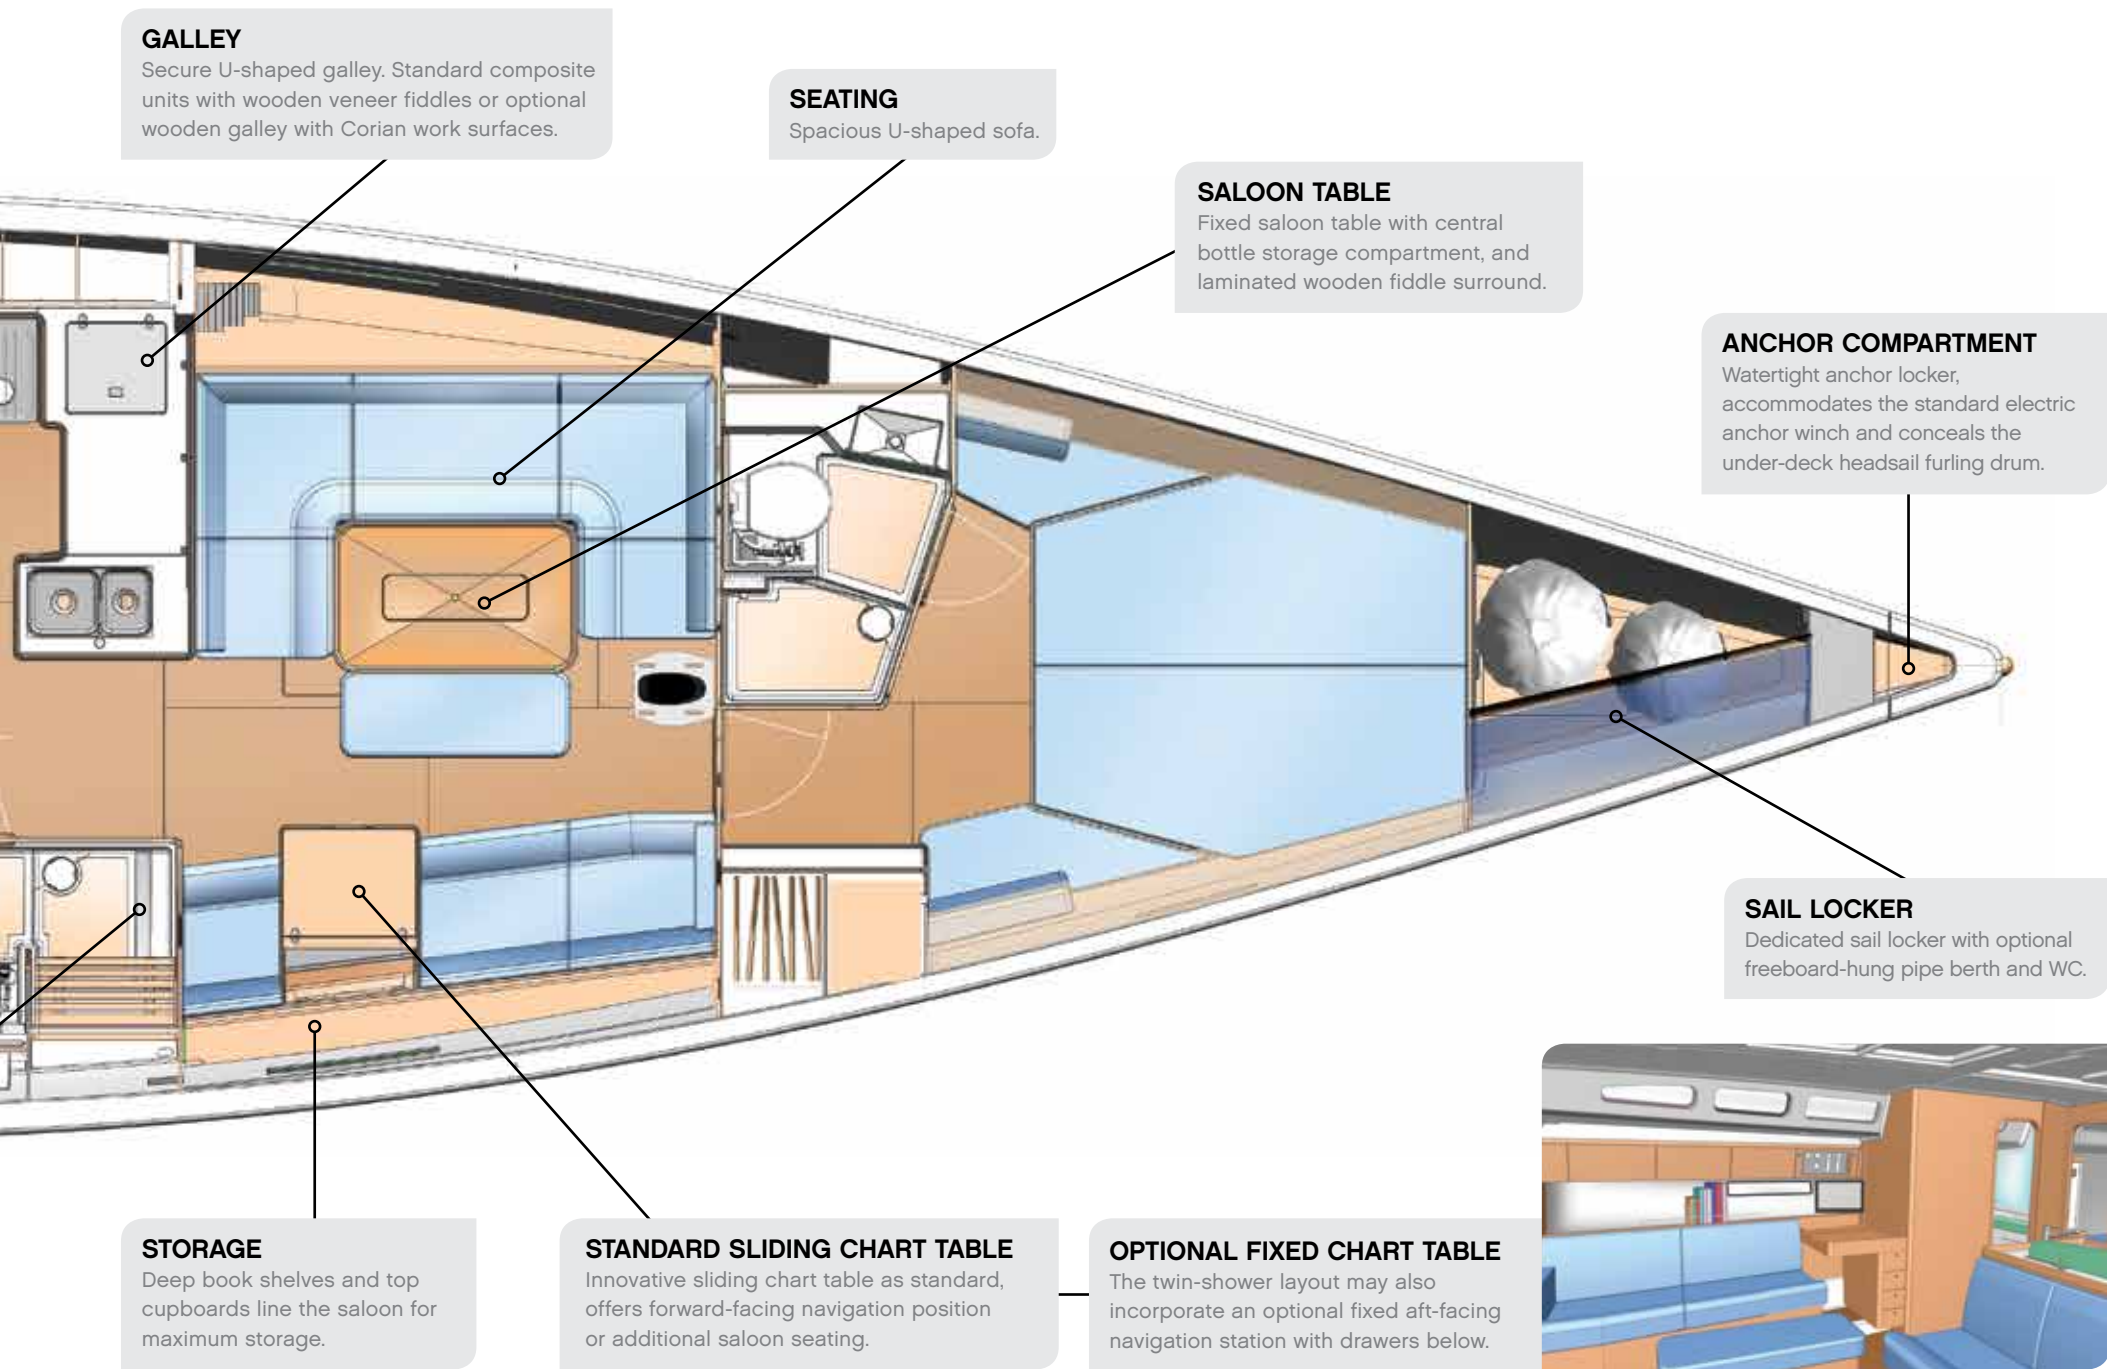 GALLEY
Secure U-shaped galley. Standard composite
units with wooden veneer fiddles or optional
wooden galley with Corian work surfaces.
SEATING
Spacious U-shaped sofa.
SALOON TABLE
Fixed saloon table with central
bottle storage compartment, and
laminated wooden fiddle surround.
ANCHOR COMPARTMENT
Watertight anchor locker,
accommodates the standard electric
anchor winch and conceals the
under-deck headsail furling drum.
SAIL LOCKER
Dedicated sail locker with optional
freeboard-hung pipe berth and WC.
STORAGE
Deep book shelves and top
cupboards line the saloon for
maximum storage.
STANDARD SLIDING CHART TABLE
Innovative sliding chart table as standard,
offers forward-facing navigation position
or additional saloon seating.
OPTIONAL FIXED CHART TABLE
The twin-shower layout may also
incorporate an optional fixed aft-facing
navigation station with drawers below.